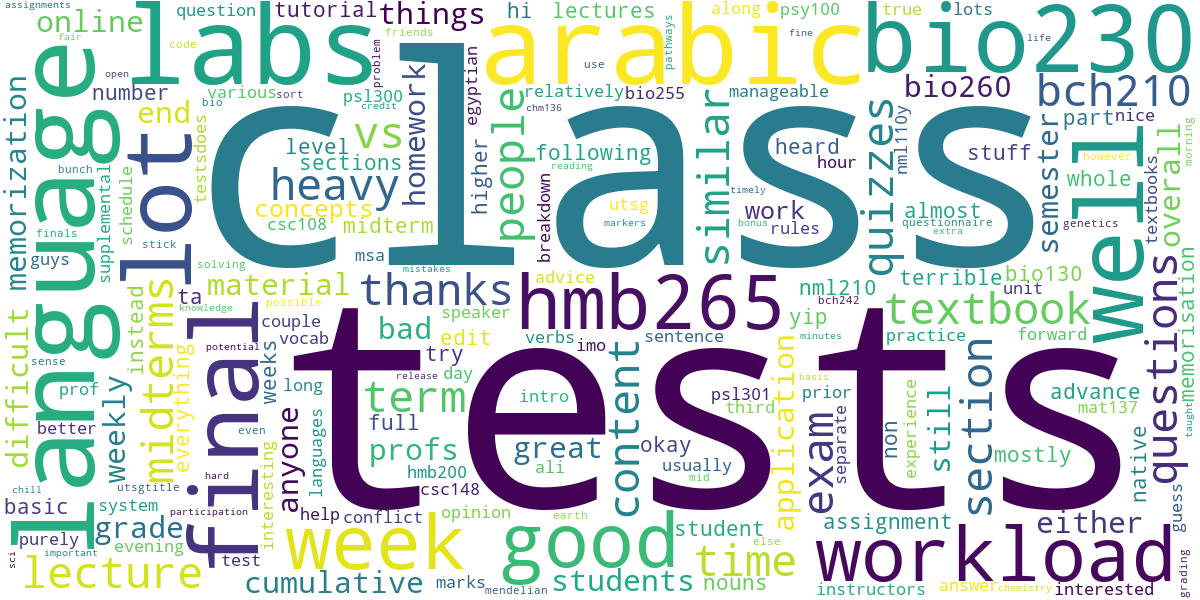 assignments
question
tutorial
things
hi
lectures
along
psy100
true
lots
online
labs
arabic
bio230
fair
code
friends
life
fine
use
open
problem
pathways
number
various
sort
psl300
credit
homework
egyptian
relatively
bio255
manageable
bio260
bch210
memorization
language
lot
end
bio
chm136
class
vs
level
sections
heavy
concepts
csc108
midterm
people
higher
following
reading
utsg
markers
breakdown
similar
timely
heard
hour
work
rules
bonus
quizzes
nml110y
stuff
almost
questionnaire
extra
semester
part
nice
however
whole
genetics
well
textbooks
overall
morning
bunch
supplemental
schedule
testsdoes
stick
finals
guys
msa
mistakes
solving
knowledge
material
possible
thanks
advice
hmb265
nml210
bch242
terrible
bio130
unit
textbook
practice
forward
memorisation
questions
difficult
sense
prof
better
instead
midterms
ta
everything
final
potential
couple
vocab
weeks
bad
edit
speaker
try
day
verbs
imo
sentence
yip
minutes
tests
long
release
term
intro
content
psl301
third
basis
prior
application
experience
section
still
advance
mat137
mostly
native
taught
weekly
even
anyone
languages
full
profs
great
okay
usually
mid
ali
hmb200
csc148
exam
separate
non
chill
utsgtitle
hard
participation
basic
system
interesting
help
conflict
opinion
earth
student
else
assignment
either
guess
grade
purely
evening
test
sci
important
week
good
time
workload
lecture
cumulative
marks
mendelian
students
nouns
instructors
answer
chemistry
interested
grading